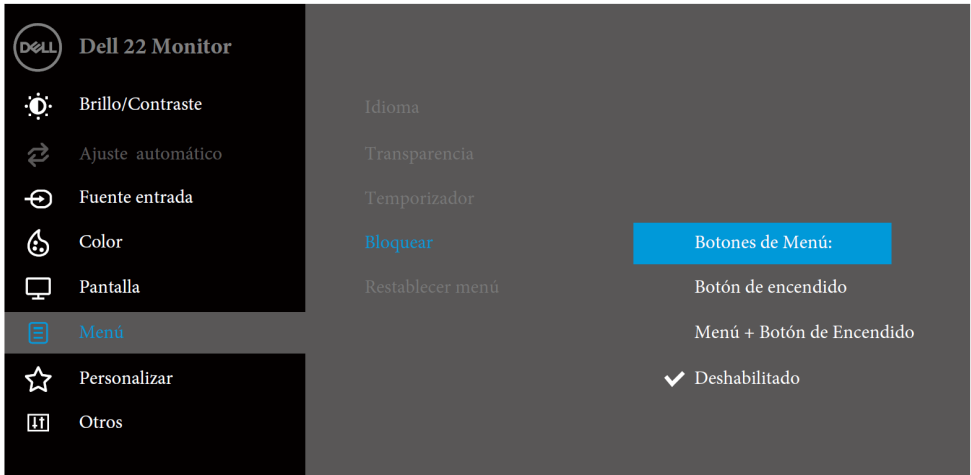 DELL Dell 22 Monitor
Brillo/Contraste
Ajuste automático
Fuente entrada
Color
Pantalla
Menú
Personalizar
Otros
Idioma
Transparencia
Temporizador
Bloquear
Restablecer menú
Botones de Menú:
Botón de encendido
Menú + Botón de Encendido
Deshabilitado